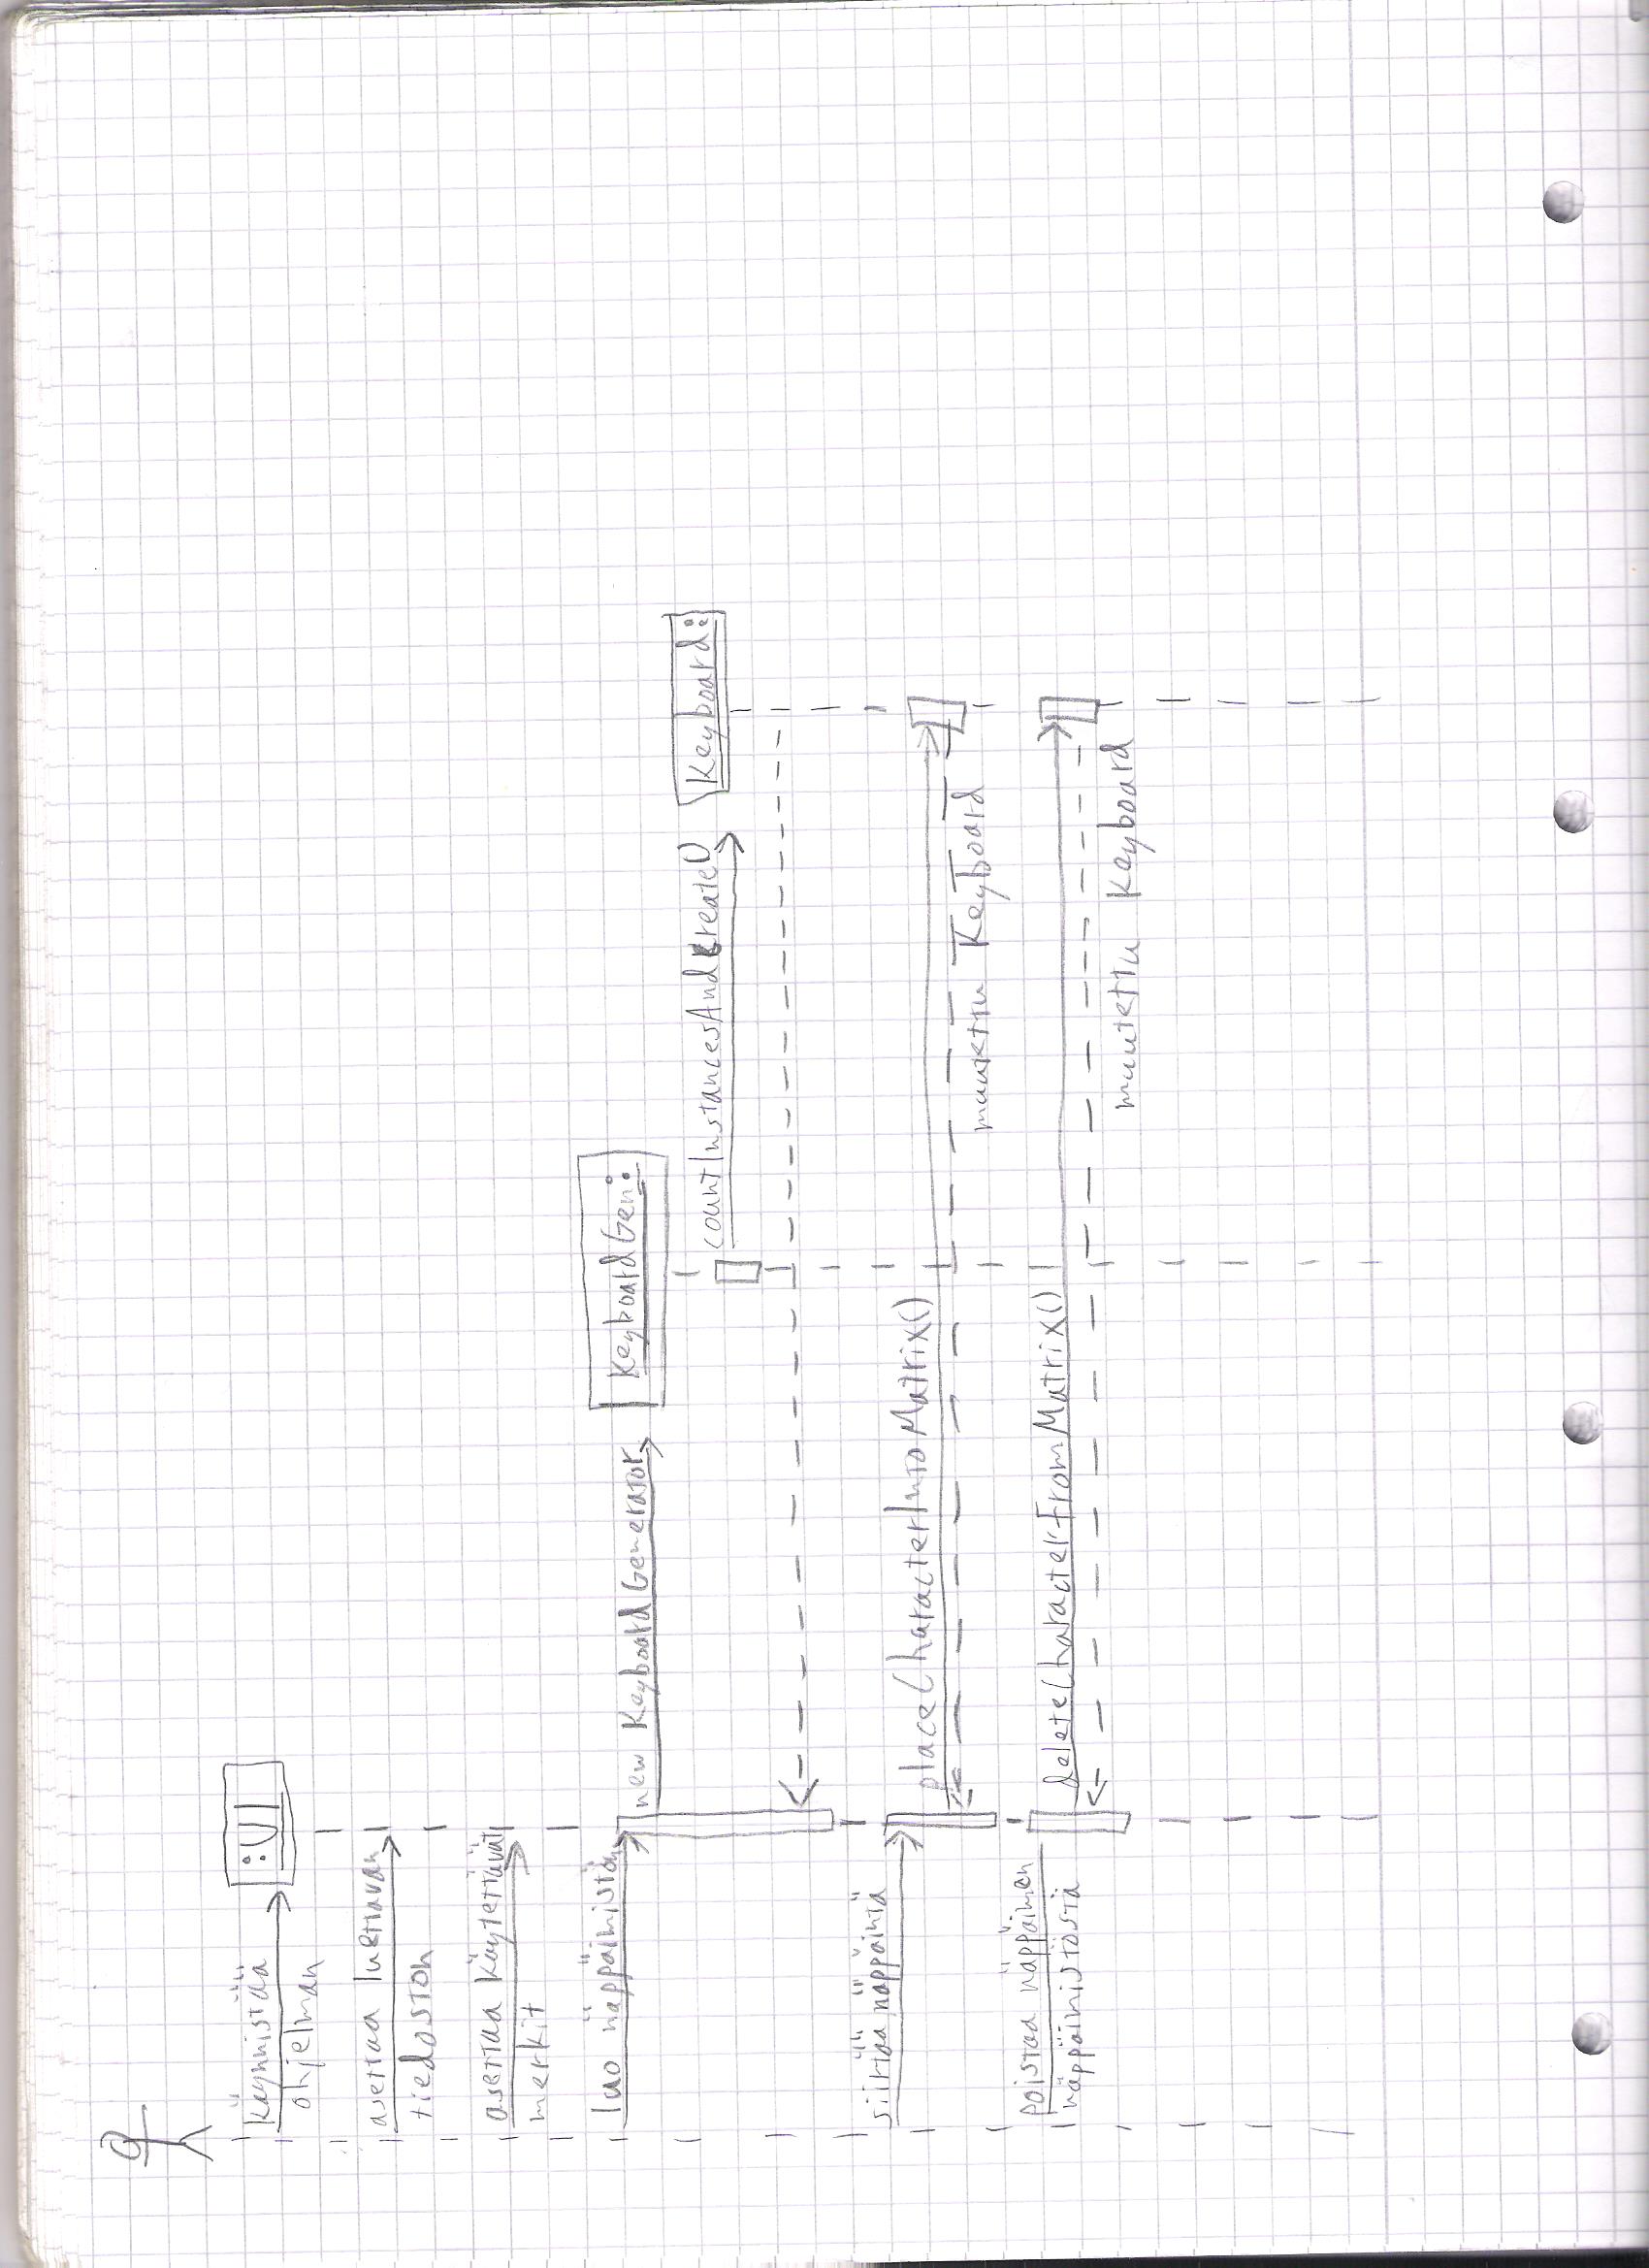 käynnistää
ohjelman
:UI
asettaa luettavan
tiedoston
asettaa käytettävät
merkit
luo näppäimistön
new KeyboardGenerator
KeyboardGen:
countInstancesAndCreate()
Keyboard:
siirtää näppäintä
placeCharacterIntoMatrix()
muutettu Keyboard
poistaa näppäimen
näppäimistöstä
deleteCharacterFromMatrix()
muutettu Keyboard